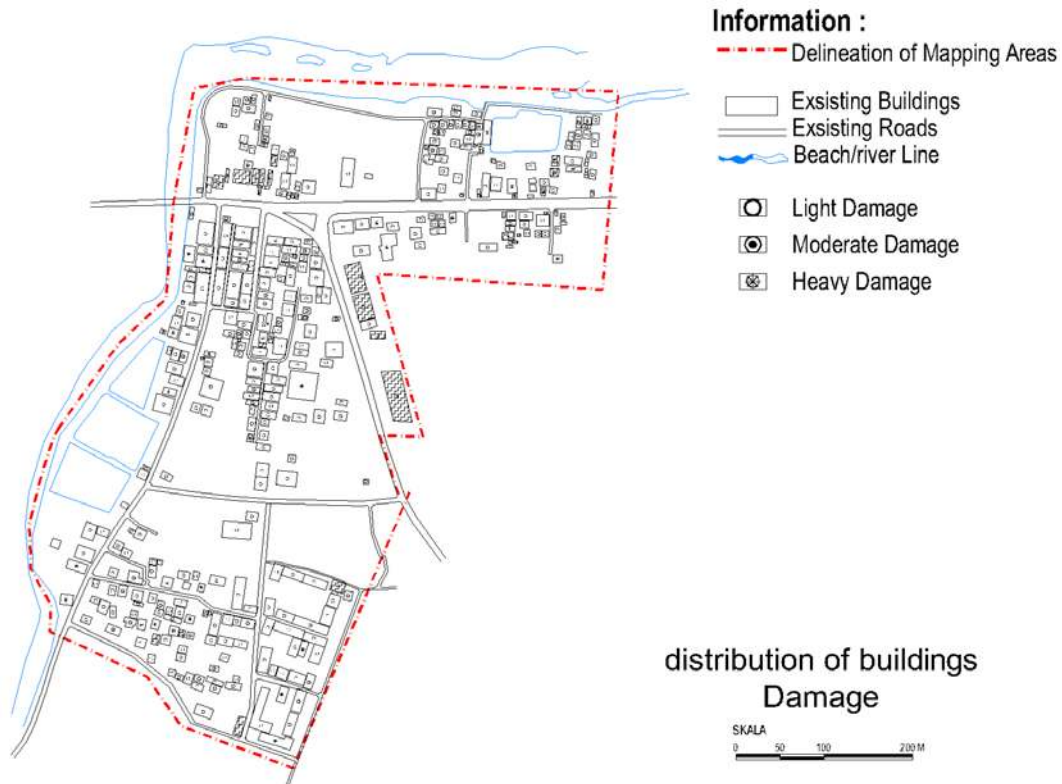 Information :
Delineation of Mapping Areas
Exsisting Buildings
Exsisting Roads
Beach/river Line
Light Damage
Moderate Damage
Heavy Damage
distribution of buildings
Damage
SKALA
0 50 100 200 M